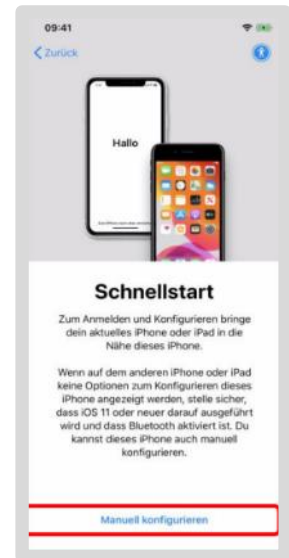 09:41
Zurück
Hallo
Schnellstart
Zum Anmelden und Konfigurieren bringe
dein aktuelles iPhone oder iPad in die
Nähe dieses iPhone.
Wenn auf dem anderen iPhone oder iPad
keine Optionen zum Konfigurieren dieses
iPhone angezeigt werden, stelle sicher,
dass iOS 11 oder neuer darauf ausgeführt
wird und dass Bluetooth aktiviert ist. Du
kannst dieses iPhone auch manuell
konfigurieren.
Manuell konfigurieren